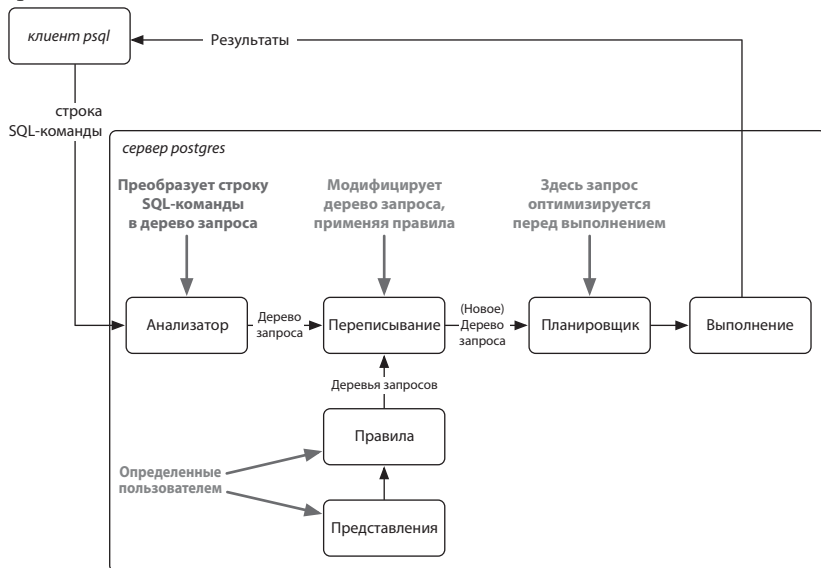 клиент psql
Результаты
строка
SQL-команды
сервер postgres
Преобразует строку
SQL-команды
в дерево запроса
Модифицирует
дерево запроса,
применяя правила
Здесь запрос
оптимизируется
перед выполнением
Анализатор
Дерево
запроса
Переписывание
(Новое)
Дерево
запроса
Планировщик
Выполнение
Деревья запросов
Правила
Определенные
пользователем
Представления